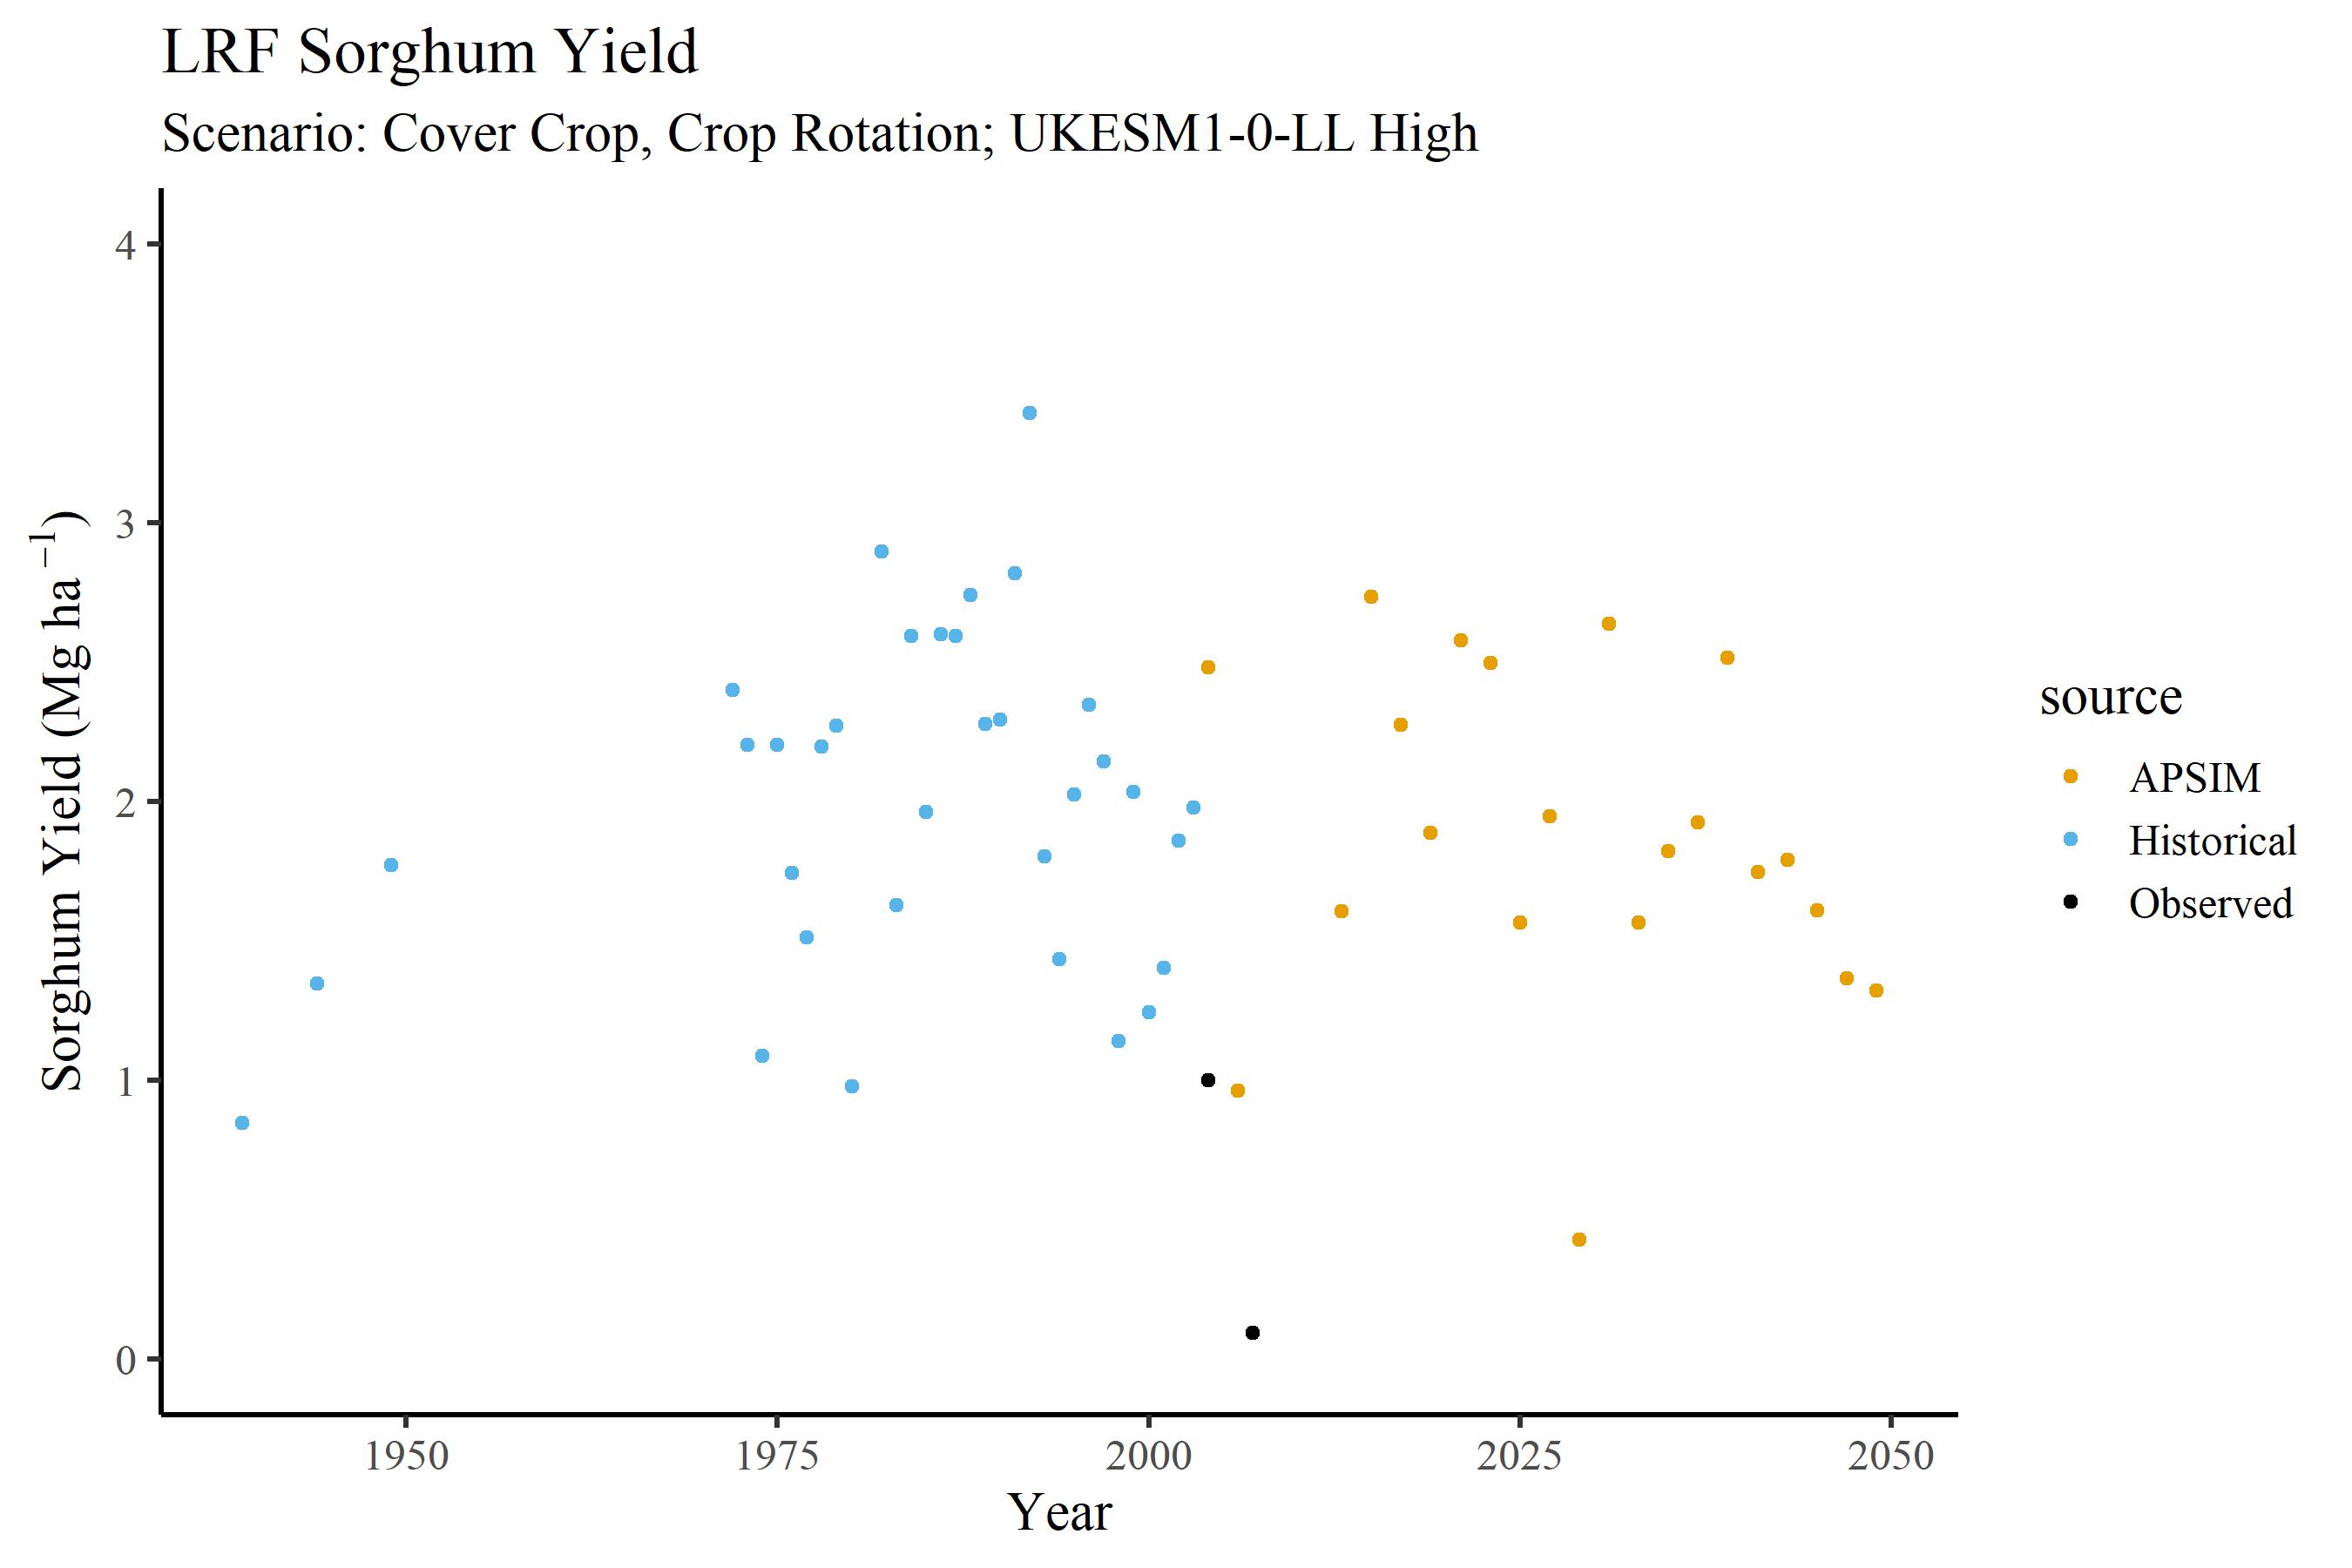 LRF Sorghum Yield
Scenario: Cover Crop, Crop Rotation; UKESM1-0-LL High
Sorghum Yield (Mg ha⁻¹)
4
3
2
1
0
1950 1975 2000 2025 2050
Year
source
APSIM
Historical
Observed